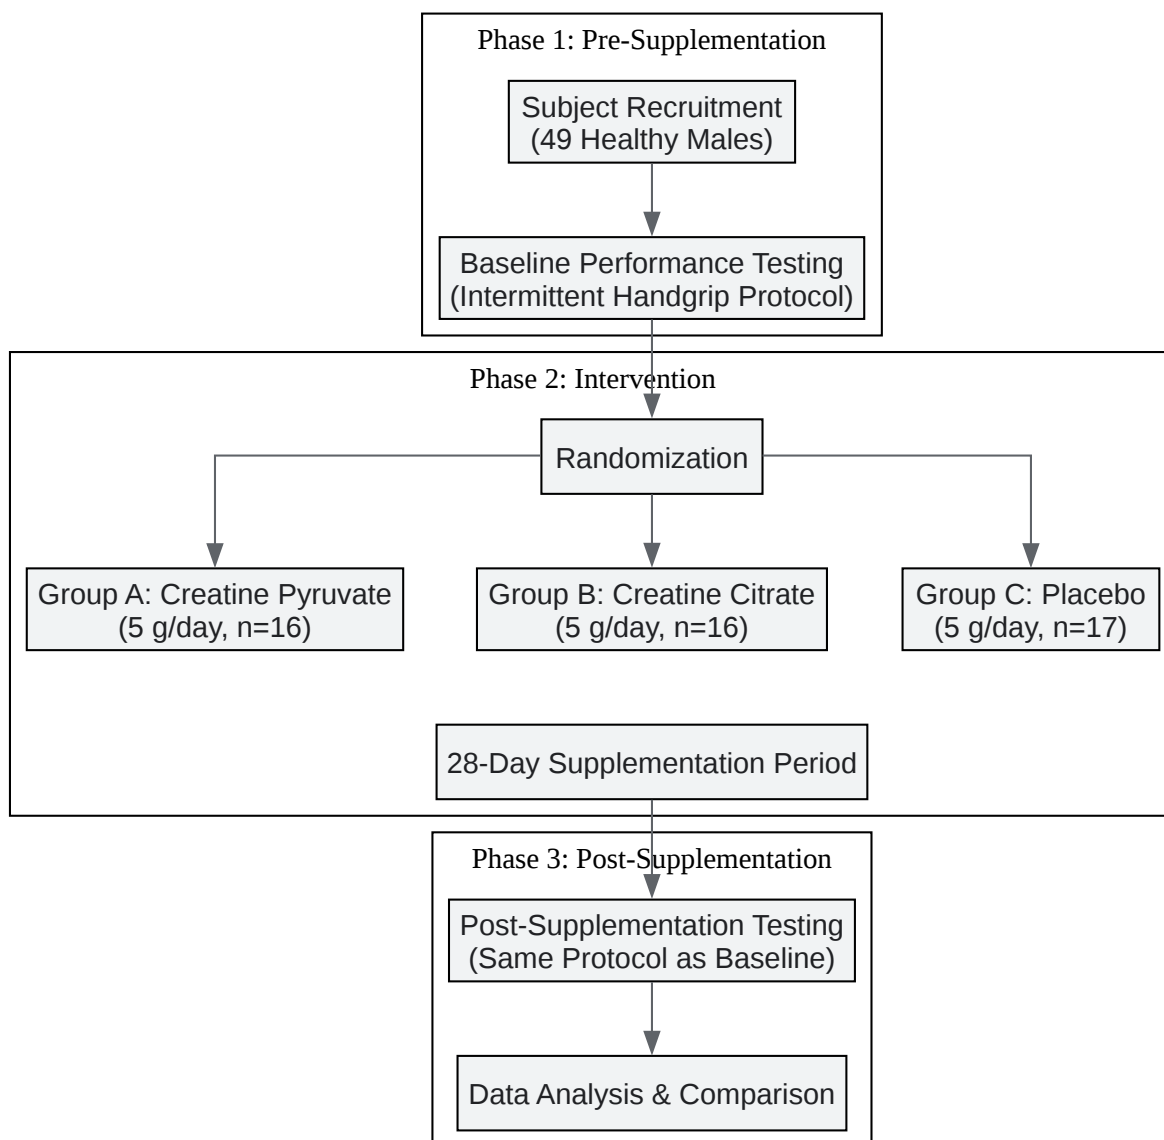 Phase 1: Pre-Supplementation
Subject Recruitment
(49 Healthy Males)
Baseline Performance Testing
(Intermittent Handgrip Protocol)
Phase 2: Intervention
Randomization
Group A: Creatine Pyruvate
(5 g/day, n=16)
Group B: Creatine Citrate
(5 g/day, n=16)
Group C: Placebo
(5 g/day, n=17)
28-Day Supplementation Period
Phase 3: Post-Supplementation
Post-Supplementation Testing
(Same Protocol as Baseline)
Data Analysis & Comparison